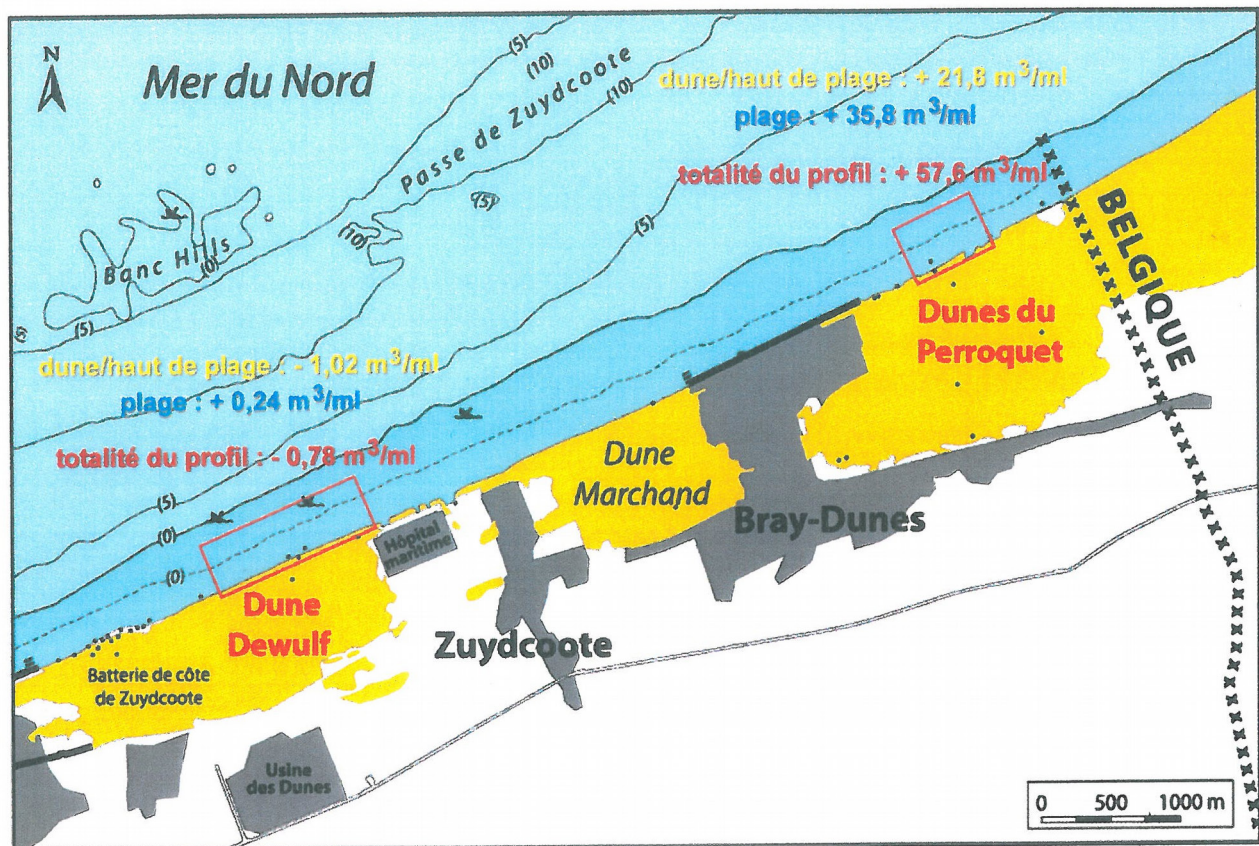 N
Mer du Nord
(5)
(10)
(10)
Passe de Zuydcoote
(5)
(10)
(5)
Banc Hills
(0)
(5)
(5)
dune/haut de plage : + 21,8 m³/ml
plage : + 35,8 m³/ml
totalité du profil : + 57,6 m³/ml
BELGIQUE
Dunes du
Perroquet
dune/haut de plage : - 1,02 m³/ml
plage : + 0,24 m³/ml
totalité du profil : - 0,78 m³/ml
(5)
(0)
(0)
Dune
Marchand
Bray-Dunes
Hôpital
maritime
Dune
Dewulf
Zuydcoote
Batterie de côte
de Zuydcoote
Usine
des Dunes
0 500 1000 m